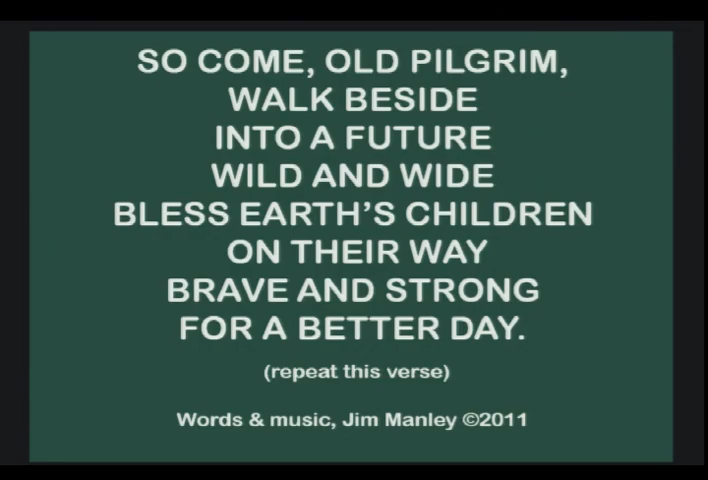 SO COME, OLD PILGRIM,
WALK BESIDE
INTO A FUTURE
WILD AND WIDE
BLESS EARTH'S CHILDREN
ON THEIR WAY
BRAVE AND STRONG
FOR A BETTER DAY.
(repeat this verse)
Words & music, Jim Manley ©2011